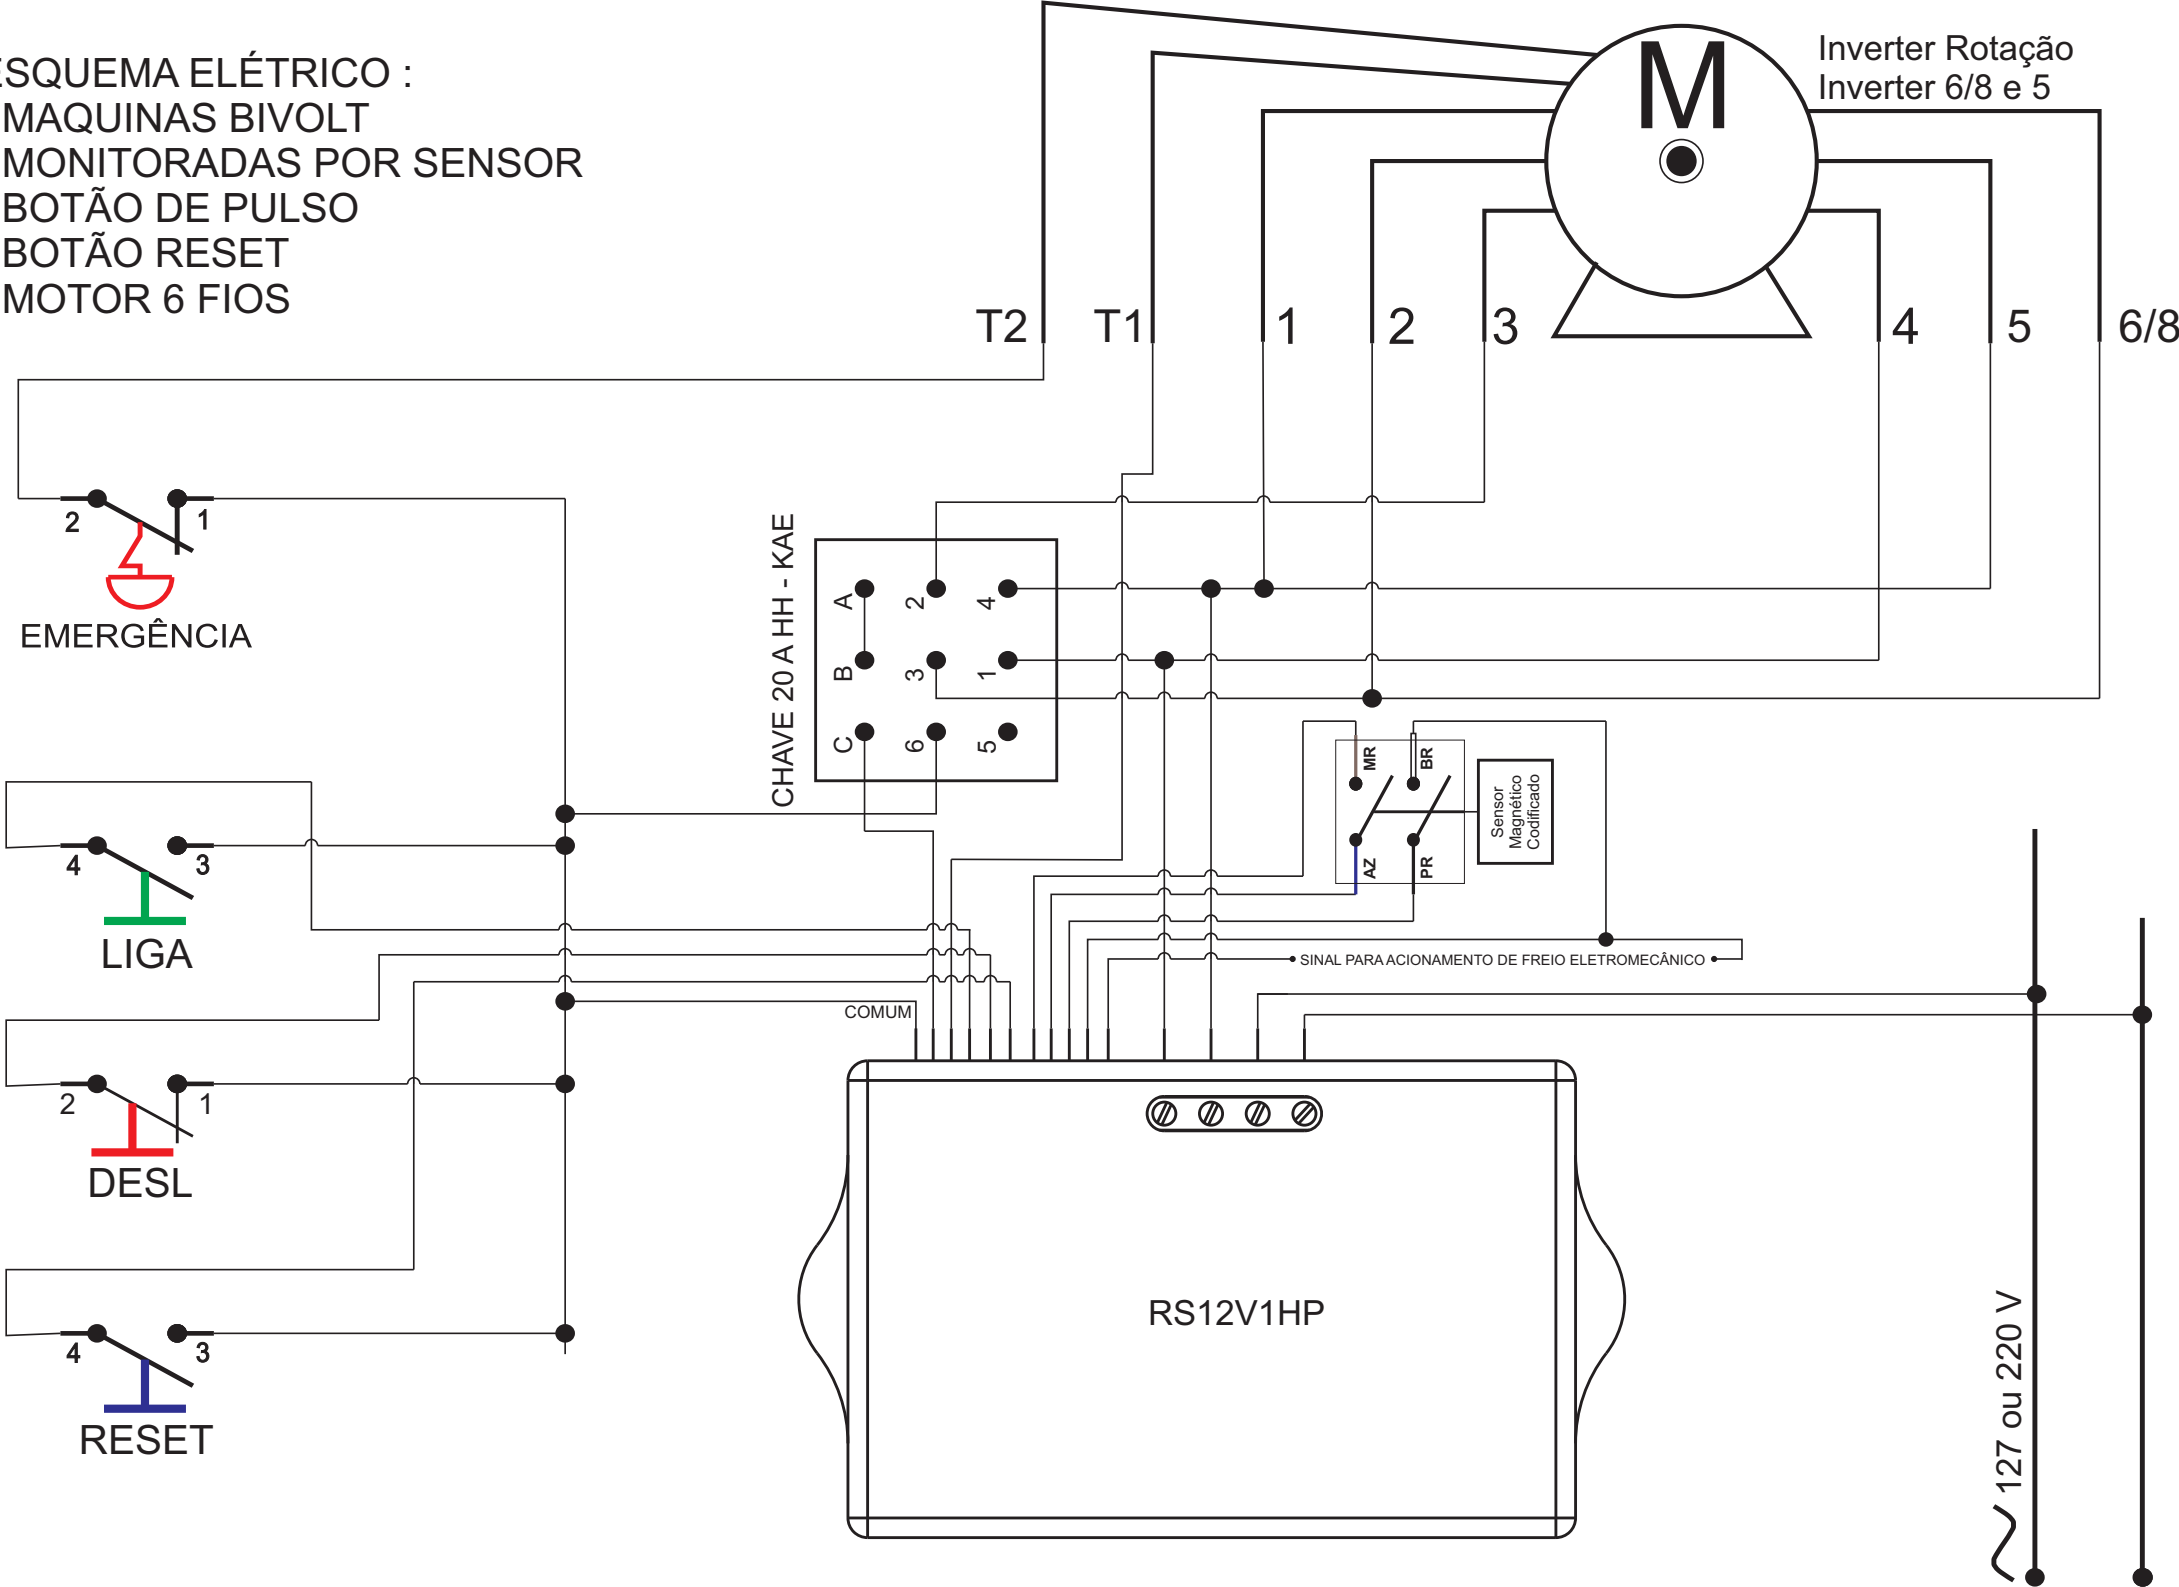 ESQUEMA ELÉTRICO :
MAQUINAS BIVOLT
MONITORADAS POR SENSOR
BOTÃO DE PULSO
BOTÃO RESET
MOTOR 6 FIOS
M
Inverter Rotação
Inverter 6/8 e 5
T2 T1 1 2 3 4 5 6/8
2 1
EMERGÊNCIA
CHAVE 20 A HH - KAE
A 2 4
B 3 1
C 6 5
MR BR
AZ PR
Sensor
Magnético
Codificado
4 3
LIGA
SINAL PARA ACIONAMENTO DE FREIO ELETROMECÂNICO
COMUM
2 1
DESL
RS12V1HP
4 3
RESET
127 ou 220 V